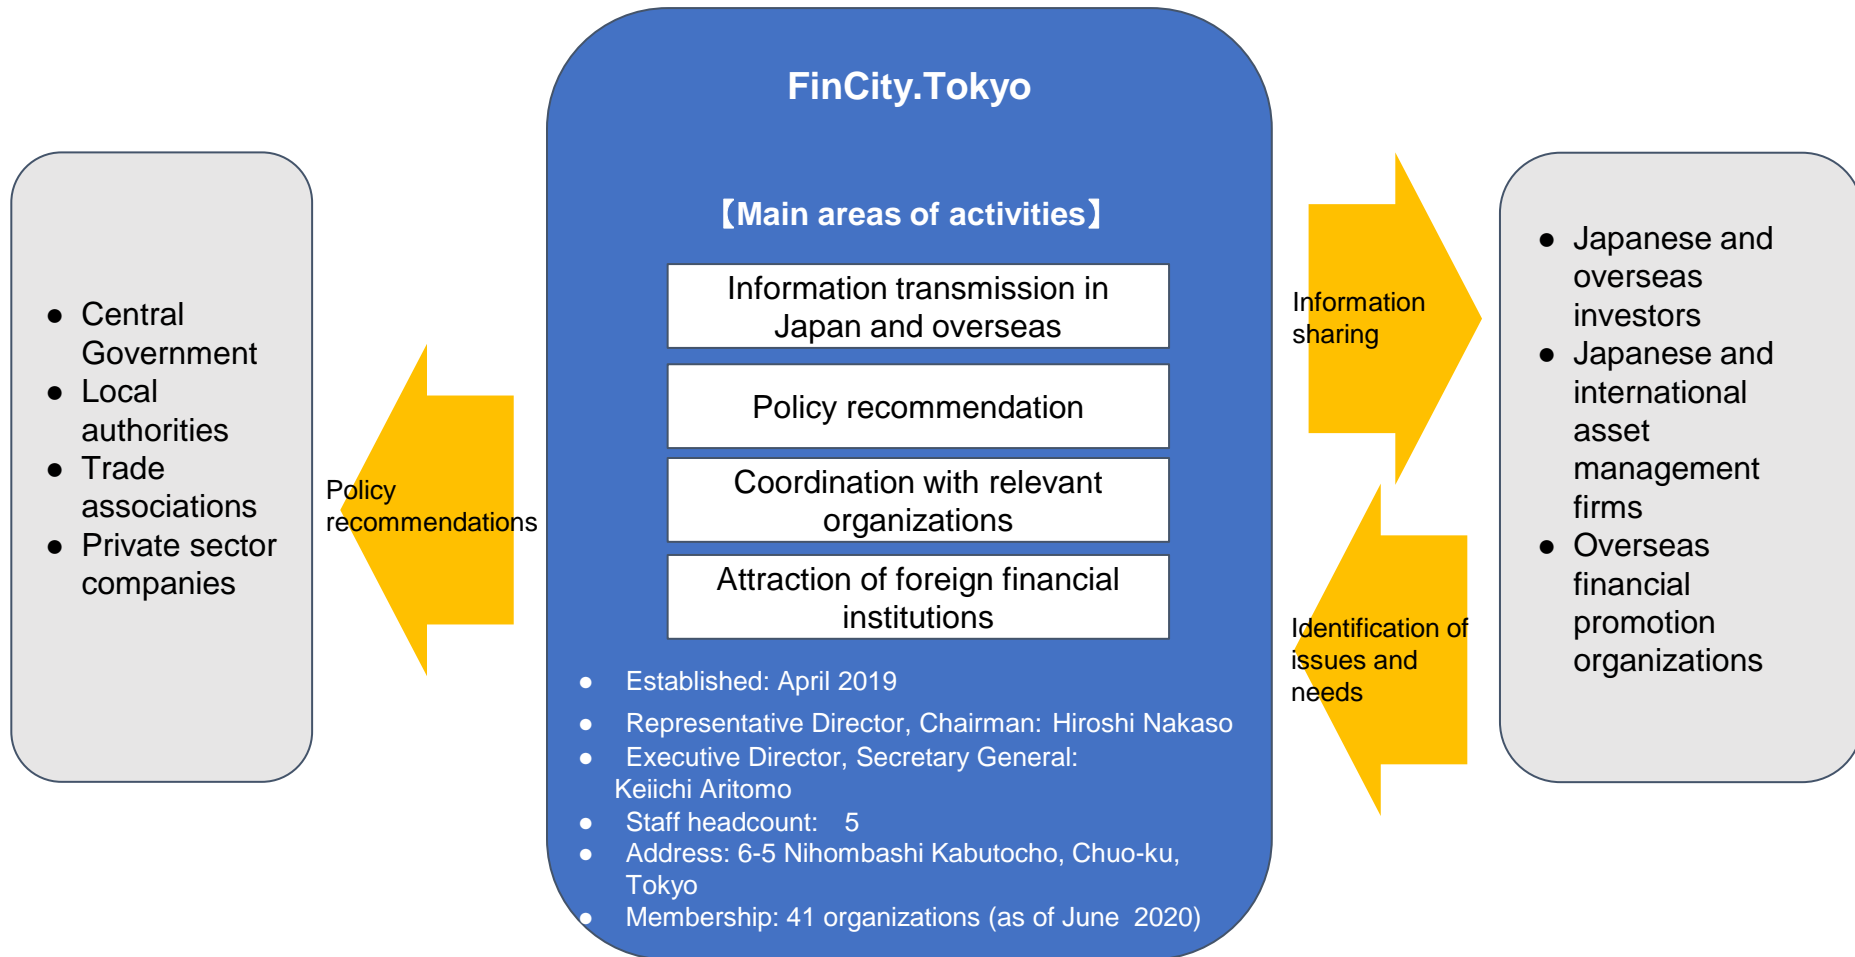 FinCity.Tokyo
【Main areas of activities】
Information transmission in
Japan and overseas
Policy recommendation
Coordination with relevant
organizations
Attraction of foreign financial
institutions
● Established: April 2019
● Representative Director, Chairman: Hiroshi Nakaso
● Executive Director, Secretary General:
Keiichi Aritomo
● Staff headcount: 5
● Address: 6-5 Nihombashi Kabutocho, Chuo-ku,
Tokyo
● Membership: 41 organizations (as of June 2020)
● Central
Government
● Local
authorities
● Trade
associations
● Private sector
companies
Policy
recommendations
Information
sharing
Identification of
issues and
needs
● Japanese and
overseas
investors
● Japanese and
international
asset
management
firms
● Overseas
financial
promotion
organizations